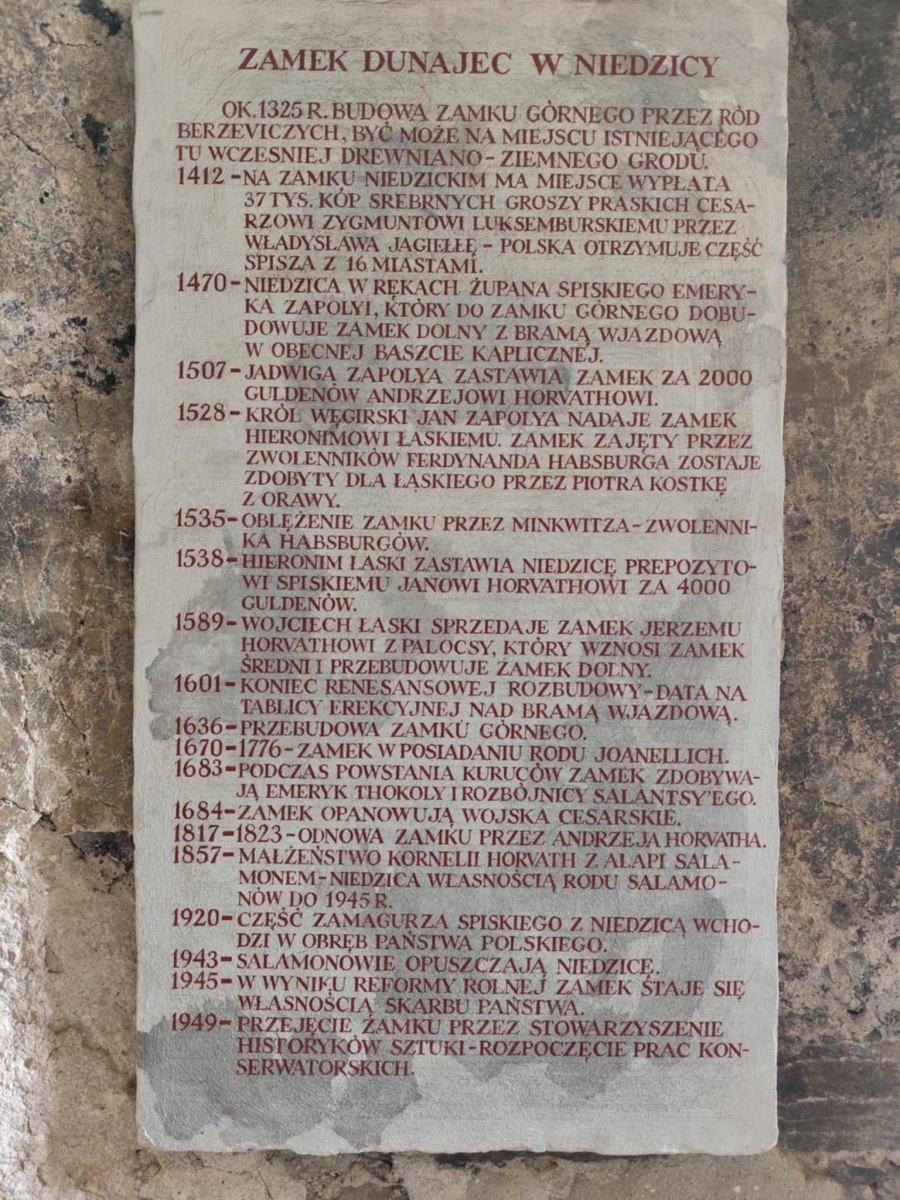 ZAMEK DUNAJEC W NIEDZICY
OK. 1325 R. BUDOWA ZAMKU GÓRNEGO PRZEZ RÓD
BERZEVICZYCH, BYĆ MOŻE NA MIEJSCU ISTNIEJĄCEGO
TU WCZESNIEJ DREWNIANO-ZIEMNEGO GRODU.
1412-NA ZAMKU NIEDZICKIM MA MIEJSCE WYPŁATA
37 TYS. KÓP SREBRNYCH GROSZY PRASKICH CESA-
RZOWI ZYGMUNTOWI LUKSEMBURSKIEMU PRZEZ
WŁADYSŁAWA JAGIEŁŁĘ - POLSKA OTRZYMUJE CZĘŚĆ
SPISZA Z 16 MIASTAMI.
1470-NIEDZICA W RĘKACH ŻUPANA SPISKIEGO EMERY-
KA ZAPOLYI, KTÓRY DO ZAMKU GÓRNEGO DOBU-
DOWUJE ZAMEK DOLNY Z BRAMĄ WJAZDOWĄ
W OBECNEJ BASZCIE KAPLICZNEJ.
1507-JADWIGA ZAPOLYA ZASTAWIA ZAMEK ZA 2000
GULDENÓW ANDRZEJOWI HORVATHOWI.
1528-KRÓL WĘGIRSKI JAN ZAPOLYA NADAJE ZAMEK
HIERONIMOWI ŁASKIEMU. ZAMEK ZAJĘTY PRZEZ
ZWOLENNIKÓW FERDYNANDA HABSBURGA ZOSTAJE
ZDOBYTY DLA ŁĄSKIEGO PRZEZ PIOTRA KOSTKĘ
Z ORAWY.
1535-OBLĘŻENIE ZAMKU PRZEZ MINKWITZA-ZWOLENNI-
KA HABSBURGÓW.
1538-HIERONIM ŁASKI ZASTAWIA NIEDZICĘ PREPOZYTO-
WI SPISKIEMU JANOWI HORVATHOWI ZA 4000
GULDENÓW.
1589-WOJCIECH ŁASKI SPRZEDAJE ZAMEK JERZEMU
HORVATHOWI Z PALOCSY, KTÓRY WZNOSI ZAMEK
ŚREDNI I PRZEBUDOWUJE ZAMEK DOLNY.
1601-KONIEC RENESANSOWEJ ROZBUDOWY-DATA NA
TABLICY EREKCYJNEJ NAD BRAMĄ WJAZDOWĄ.
1636-PRZEBUDOWA ZAMKU GÓRNEGO.
1670-1776-ZAMEK W POSIADANIU RODU JOANELLICH.
1683-PODCZAS POWSTANIA KURUCÓW ZAMEK ZDOBYWA-
JĄ EMERYK THOKOLY I ROZBÓJNICY SALANTSY'EGO.
1684-ZAMEK OPANOWUJĄ WOJSKA CESARSKIE.
1817-1823-ODNOWA ZAMKU PRZEZ ANDRZEJA HORVATHA.
1857-MAŁŻEŃSTWO KORNELII HORVATH Z ALAPI SALA-
MONEM-NIEDZICA WŁASNOŚCIĄ RODU SALAMO-
NÓW DO 1945 R.
1920-CZĘŚĆ ZAMAGURZA SPISKIEGO Z NIEDZICĄ WCHO-
DZI W OBRĘB PAŃSTWA POLSKIEGO.
1943-SALAMONOWIE OPUSZCZAJĄ NIEDZICĘ.
1945-W WYNIKU REFORMY ROLNEJ ZAMEK STAJE SIĘ
WŁASNOŚCIĄ SKARBU PAŃSTWA.
1949-PRZEJĘCIE ZAMKU PRZEZ STOWARZYSZENIE
HISTORYKÓW SZTUKI-ROZPOCZĘCIE PRAC KON-
SERWATORSKICH.